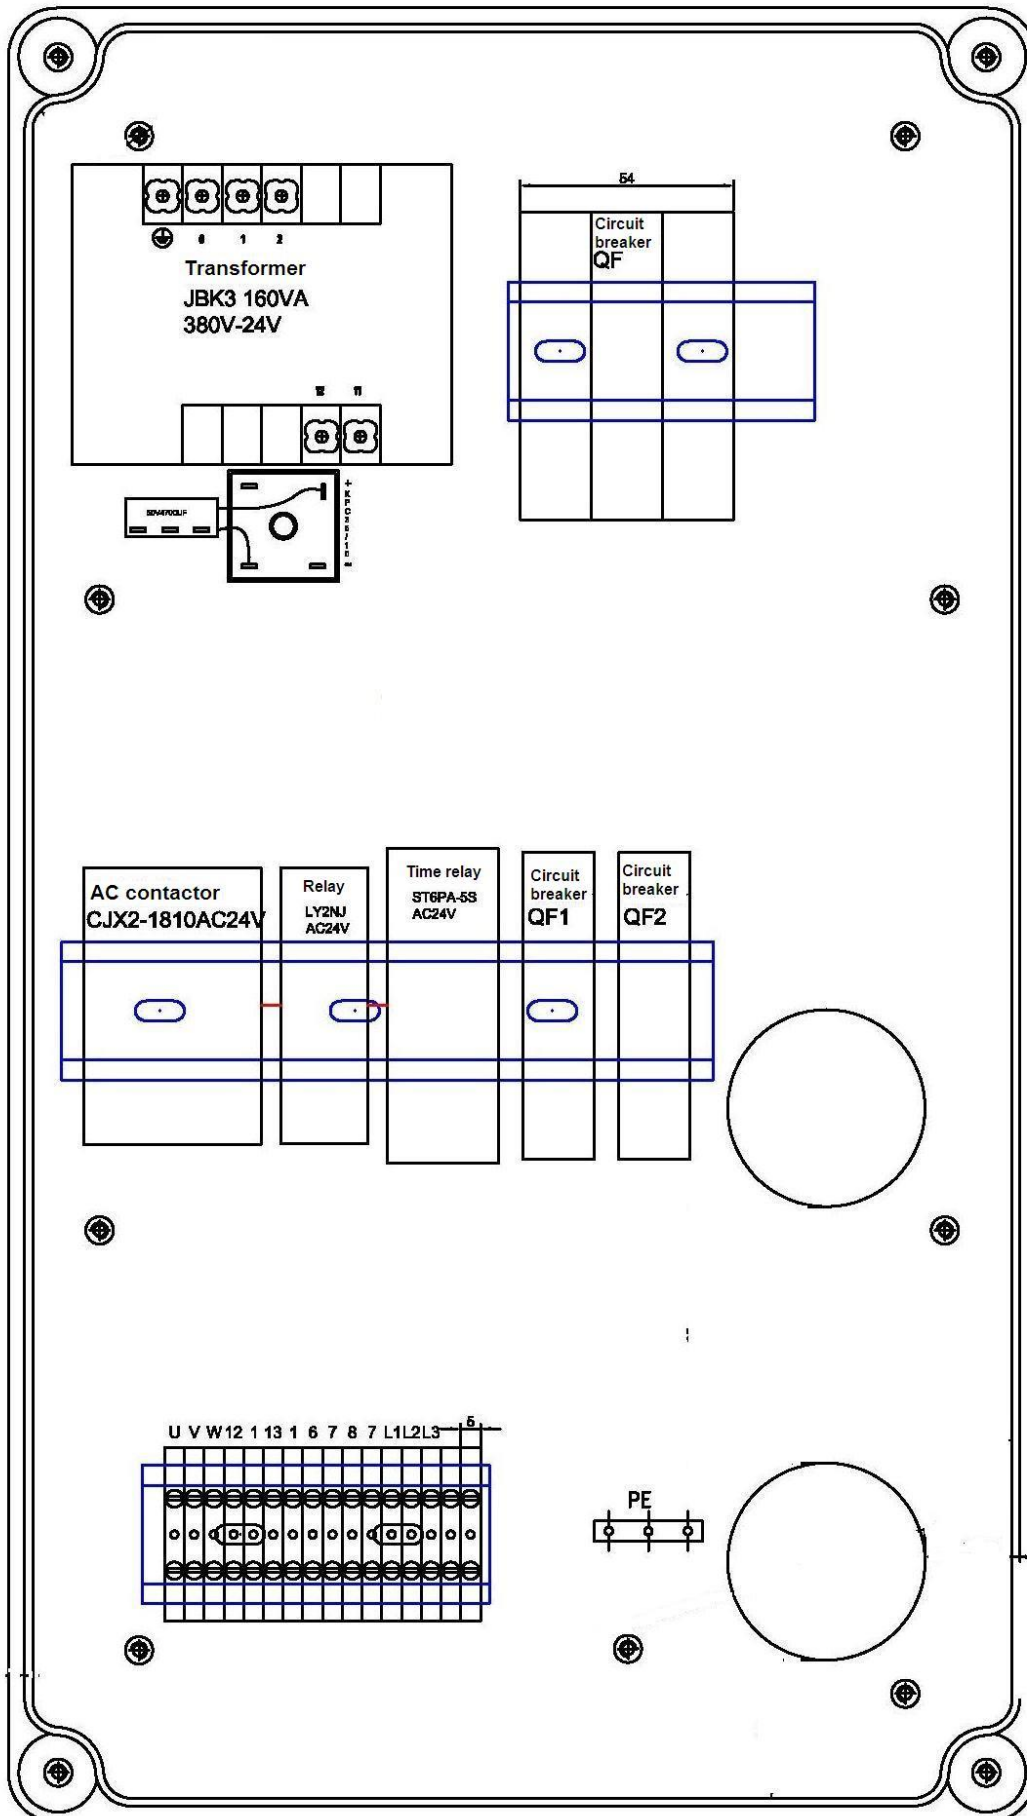 54
0 1 2
Transformer
JBK3 160VA
380V-24V
Circuit
breaker
QF
12 11
50V4700UF
AC contactor
CJX2-1810AC24V
Relay
LY2NJ
AC24V
Time relay
ST6PA-5S
AC24V
Circuit
breaker
QF1
Circuit
breaker
QF2
U V W 12 1 13 1 6 7 8 7 L1 L2 L3
5
PE